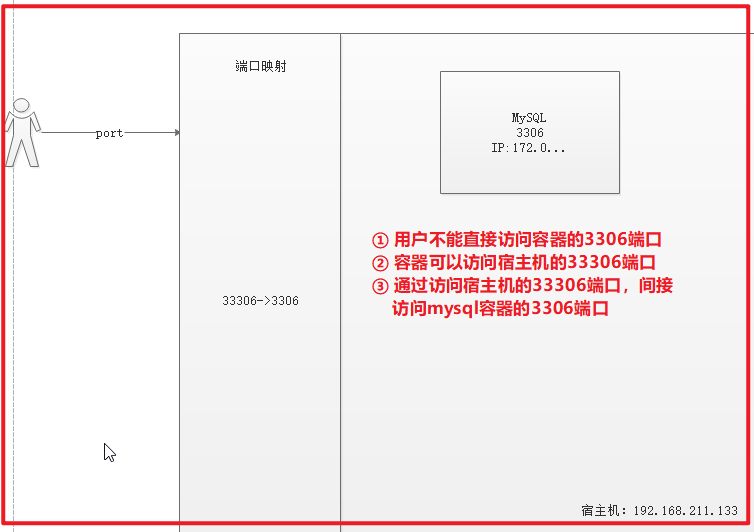 端口映射
MySQL
3306
IP:172.0...
port
① 用户不能直接访问容器的3306端口
② 容器可以访问宿主机的33306端口
③ 通过访问宿主机的33306端口，间接
访问mysql容器的3306端口
33306->3306
宿主机：192.168.211.133